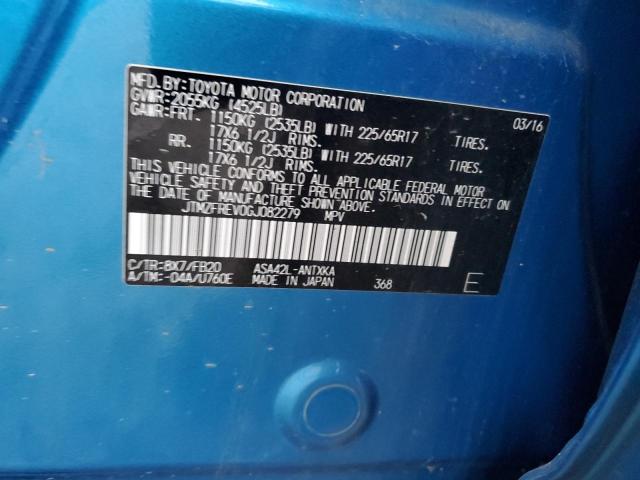 MFD.BY:TOYOTA MOTOR CORPORATION 03/16
GVWR:2055KG (4525LB)
GAWR:FRT. 1150KG (2535LB) WITH 225/65R17 TIRES.
17X6 1/2J RIMS.
RR. 1150KG (2535LB) WITH 225/65R17 TIRES.
17X6 1/2J RIMS.
THIS VEHICLE CONFORMS TO ALL APPLICABLE FEDERAL MOTOR
VEHICLE SAFETY AND THEFT PREVENTION STANDARDS IN EFFECT ON
THE DATE OF MANUFACTURE SHOWN ABOVE.
JTMZFREV0GJ082279 MPV
C/TR:8X7/FB20 ASA42L-ANTXKA
A/TM:-04A/U760E MADE IN JAPAN 368 E